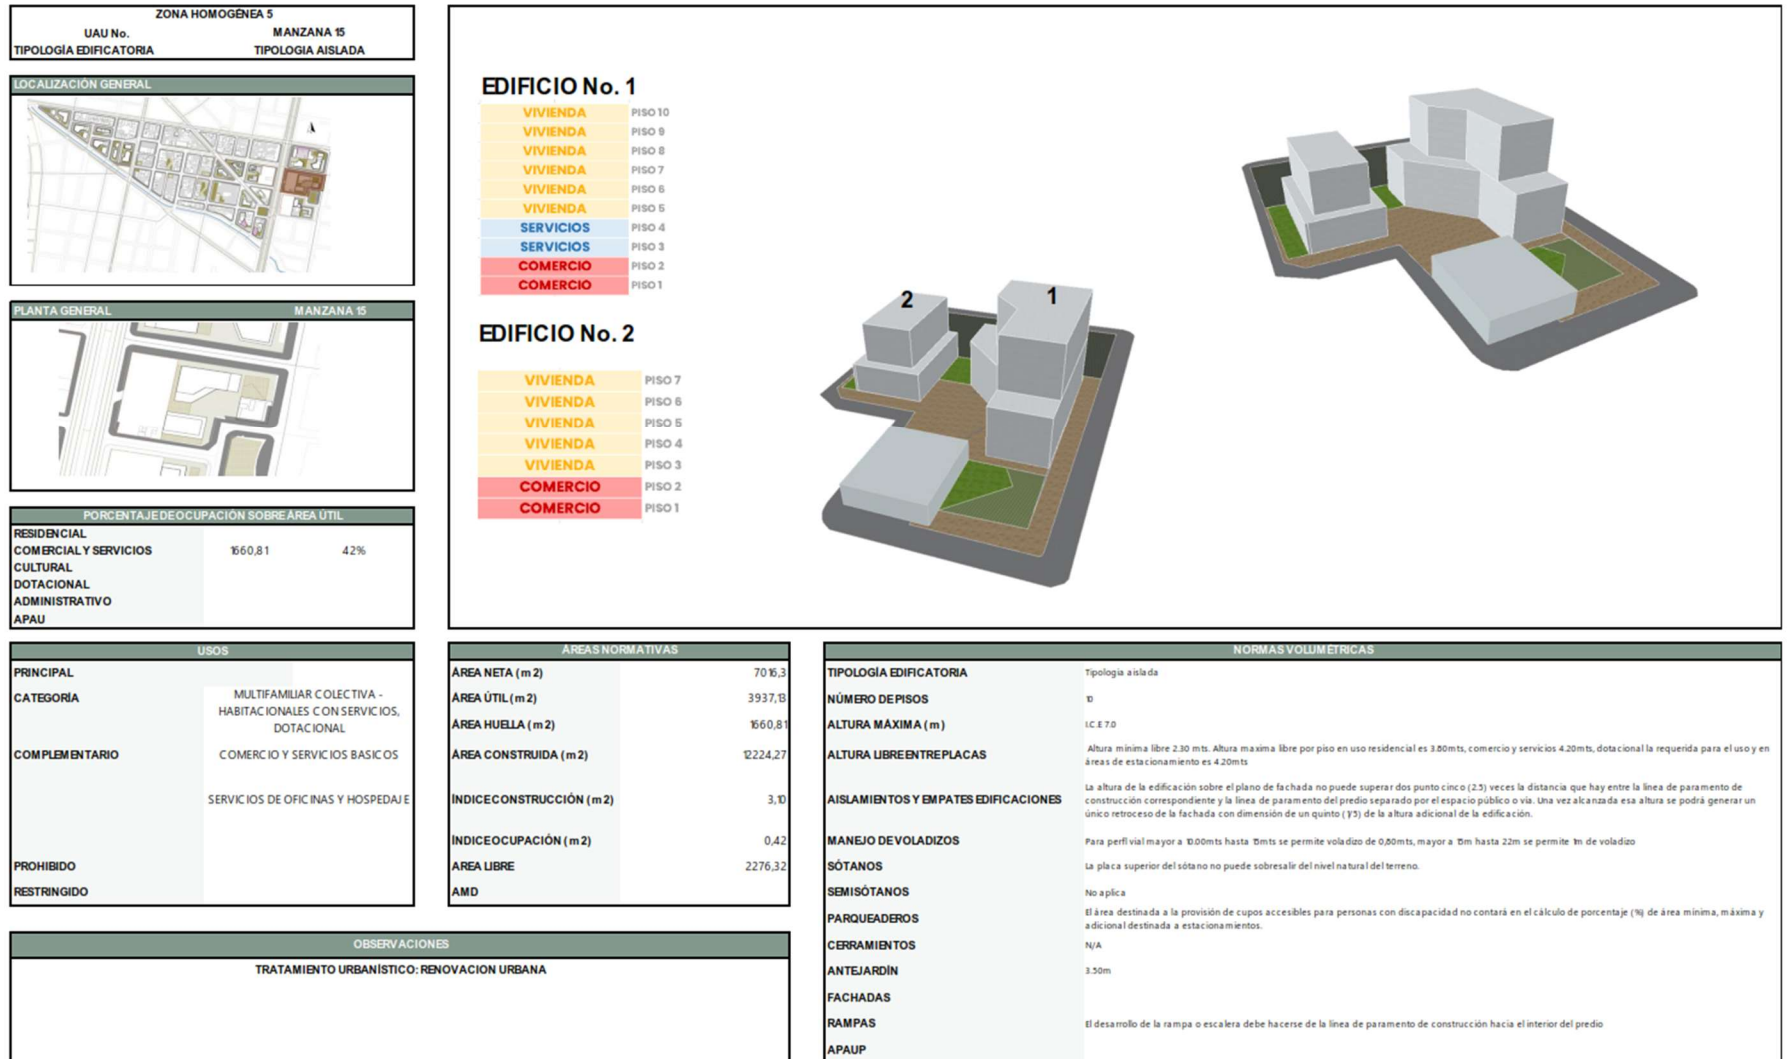 ZONA HOMOGÉNEA 5
UAU No. MANZANA 15
TIPOLOGÍA EDIFICATORIA TIPOLOGIA AISLADA
LOCALIZACIÓN GENERAL
PLANTA GENERAL MANZANA 15
PORCENTAJE DE OCUPACIÓN SOBRE ÁREA ÚTIL
RESIDENCIAL
COMERCIAL Y SERVICIOS 1660,81 42%
CULTURAL
DOTACIONAL
ADMINISTRATIVO
APAU
EDIFICIO No. 1
VIVIENDA PISO 10
VIVIENDA PISO 9
VIVIENDA PISO 8
VIVIENDA PISO 7
VIVIENDA PISO 6
VIVIENDA PISO 5
SERVICIOS PISO 4
SERVICIOS PISO 3
COMERCIO PISO 2
COMERCIO PISO 1
EDIFICIO No. 2
VIVIENDA PISO 7
VIVIENDA PISO 6
VIVIENDA PISO 5
VIVIENDA PISO 4
VIVIENDA PISO 3
COMERCIO PISO 2
COMERCIO PISO 1
2
1
USOS
PRINCIPAL
CATEGORÍA MULTIFAMILIAR COLECTIVA -
HABITACIONALES CON SERVICIOS,
DOTACIONAL
COMPLEMENTARIO COMERCIO Y SERVICIOS BASICOS
SERVICIOS DE OFICINAS Y HOSPEDAJE
PROHIBIDO
RESTRINGIDO
ÁREAS NORMATIVAS
ÁREA NETA (m2) 7016,3
ÁREA ÚTIL (m2) 3937,13
ÁREA HUELLA (m2) 1660,81
ÁREA CONSTRUIDA (m2) 12224,27
ÍNDICE CONSTRUCCIÓN (m2) 3,10
ÍNDICE OCUPACIÓN (m2) 0,42
AREA LIBRE 2276,32
AMD
NORMAS VOLUMÉTRICAS
TIPOLOGÍA EDIFICATORIA Tipologia aislada
NÚMERO DE PISOS 10
ALTURA MÁXIMA (m) I.C.E 7.0
ALTURA LIBRE ENTRE PLACAS Altura minima libre 2.30 mts. Altura maxima libre por piso en uso residencial es 3.80mts, comercio y servicios 4.20mts, dotacional la requerida para el uso y en
áreas de estacionamiento es 4.20mts
AISLAMIENTOS Y EMPATES EDIFICACIONES La altura de la edificación sobre el plano de fachada no puede superar dos punto cinco (2.5) veces la distancia que hay entre la linea de paramento de
construcción correspondiente y la línea de paramento del predio separado por el espacio público o vía. Una vez alcanzada esa altura se podrá generar un
único retroceso de la fachada con dimensión de un quinto (1/5) de la altura adicional de la edificación.
MANEJO DE VOLADIZOS Para perfil vial mayor a 10.00mts hasta 15mts se permite voladizo de 0,80mts, mayor a 15m hasta 22m se permite 1m de voladizo
SÓTANOS La placa superior del sótano no puede sobresalir del nivel natural del terreno.
SEMISÓTANOS No aplica
PARQUEADEROS El área destinada a la provisión de cupos accesibles para personas con discapacidad no contará en el cálculo de porcentaje (%) de área mínima, máxima y
adicional destinada a estacionamientos.
CERRAMIENTOS N/A
ANTEJARDÍN 3.50m
FACHADAS
RAMPAS El desarrollo de la rampa o escalera debe hacerse de la linea de paramento de construcción hacia el interior del predio
APAUP
OBSERVACIONES
TRATAMIENTO URBANÍSTICO: RENOVACION URBANA